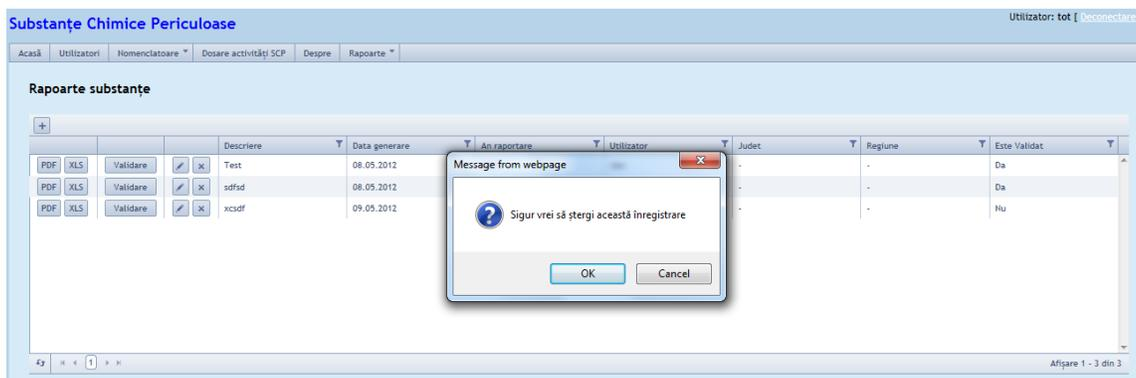 Substanțe Chimice Periculoase
Utilizator: tot [ Deconectare
Acasă Utilizatori Nomenclatoare Dosare activități SCP Despre Rapoarte
Rapoarte substanțe
+
Descriere Data generare An raportare Utilizator Judet Regiune Este Validat
PDF XLS Validare Test 08.05.2012 - - Da
PDF XLS Validare sdfsd 08.05.2012 - - Da
PDF XLS Validare xcsdf 09.05.2012 - - Nu
Message from webpage
Sigur vrei să ștergi această înregistrare
OK Cancel
1
Afișare 1 - 3 din 3